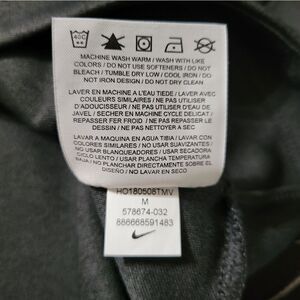 40C
MACHINE WASH WARM / WASH WITH LIKE
COLORS / DO NOT USE SOFTENERS / DO NOT
BLEACH / TUMBLE DRY LOW / COOL IRON / DO
NOT IRON DESIGN / DO NOT DRY CLEAN
LAVER EN MACHINE A L'EAU TIEDE / AVEC
COULEURS SIMILAIRES / NE PAS UTILISER
D'ADOUCISSEUR / NE PAS UTILISER D'EAU DE
JAVEL / SECHER EN MACHINE CYCLE DELICAT /
REPASSER FER FROID / NE PAS REPASSER LE
DESSIN / NE PAS NETTOYER A SEC
LAVAR A MAQUINA EN AGUA TIBIA / LAVAR CON
COLORES SIMILARES / NO USAR SUAVIZANTES /
NO USAR BLANQUEADORES / USAR SECADORA
CICLO LENTO / USAR PLANCHA TEMPERATURA
BAJA / NO PLANCHAR DIRECTAMENTE SOBRE EL
DISENO / NO LAVAR EN SECO
HO180508TMV
M
578674-032
886668591483